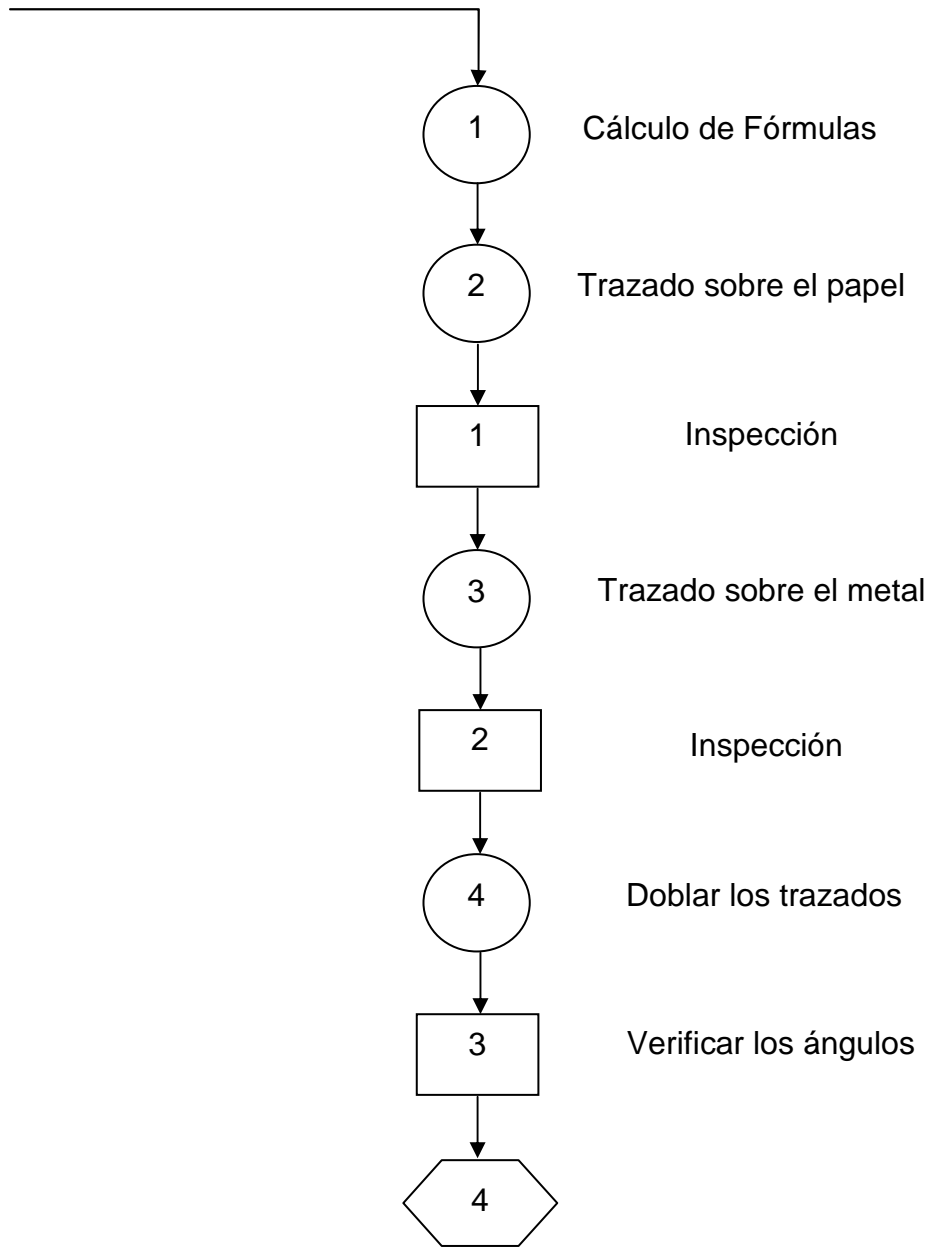 1 Cálculo de Fórmulas
2 Trazado sobre el papel
1 Inspección
3 Trazado sobre el metal
2 Inspección
4 Doblar los trazados
3 Verificar los ángulos
4